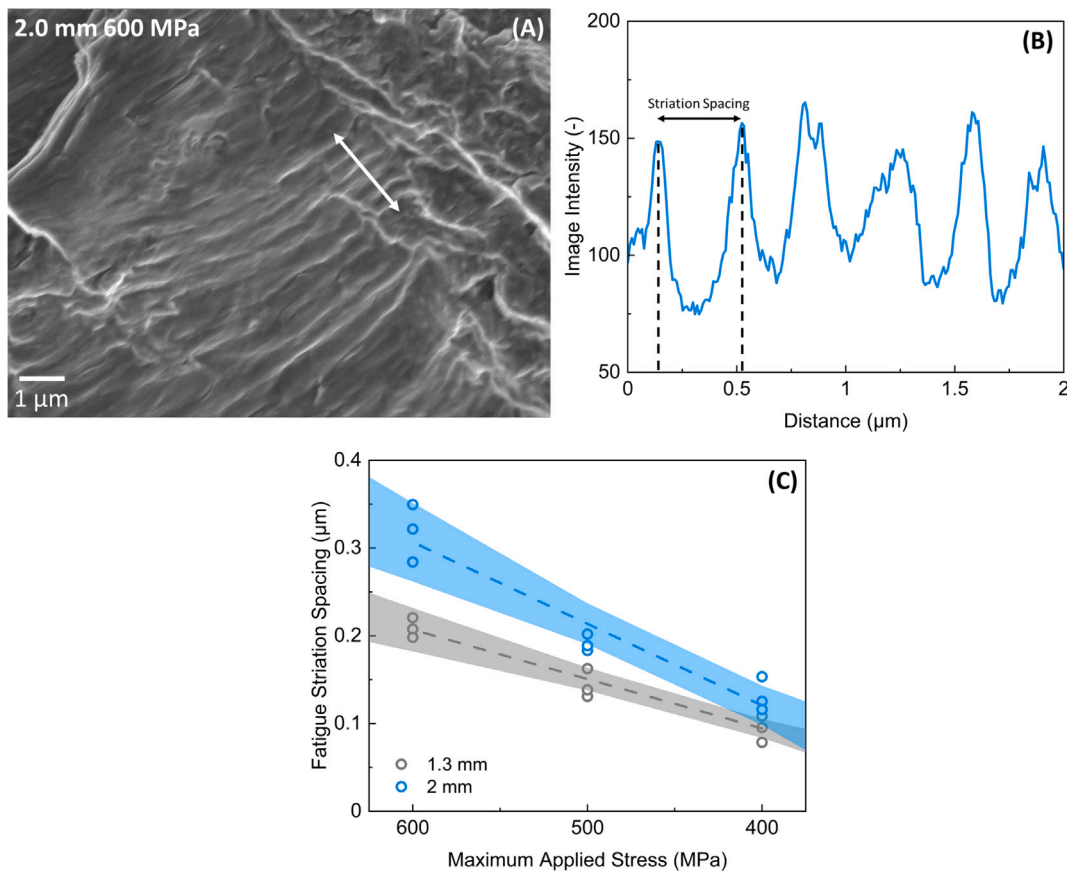 2.0 mm 600 MPa
(A)
1 µm
(B)
Striation Spacing
Image Intensity (-)
200
150
100
50
0
0.5
1
1.5
2
Distance (µm)
(C)
Fatigue Striation Spacing (µm)
0.4
0.3
0.2
0.1
0
1.3 mm
2 mm
600
500
400
Maximum Applied Stress (MPa)